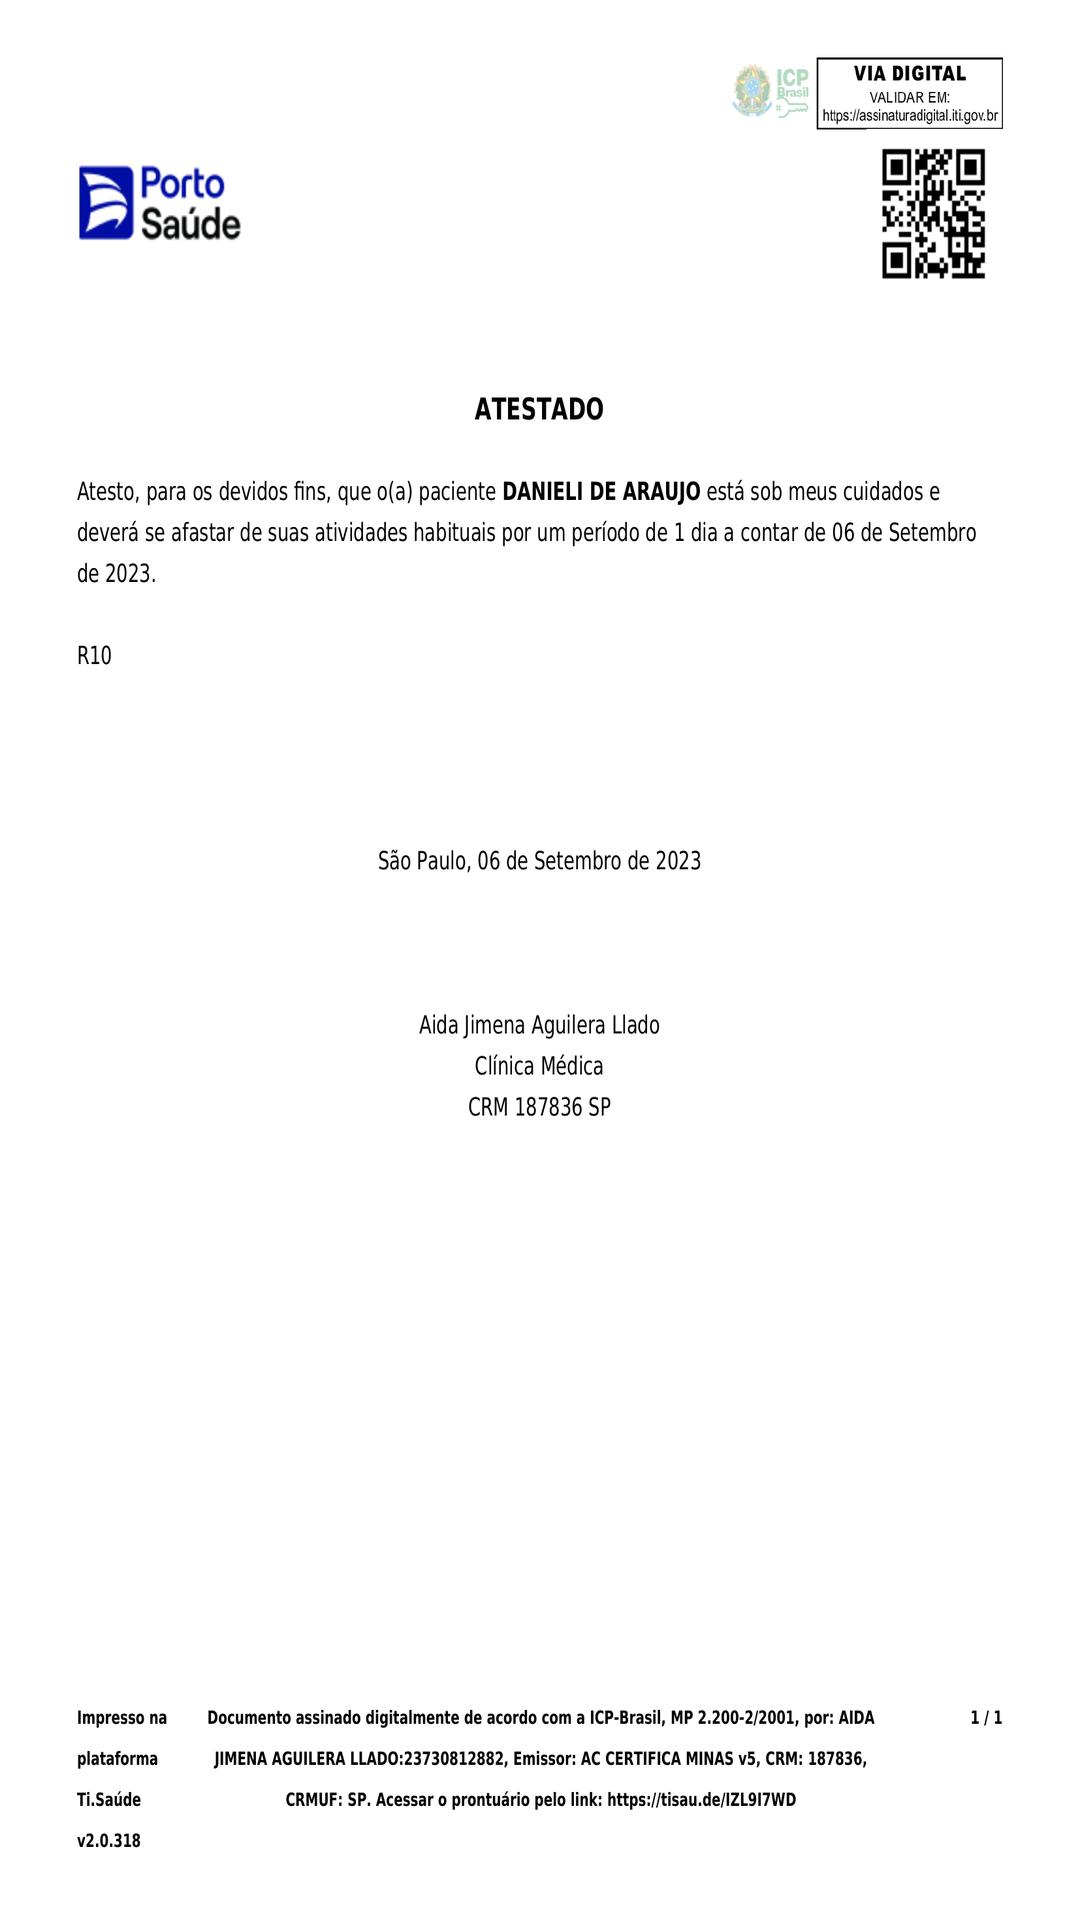 ICP
Brasil
VIA DIGITAL
VALIDAR EM:
https://assinaturadigital.iti.gov.br
Porto
Saúde
ATESTADO
Atesto, para os devidos fins, que o(a) paciente DANIELI DE ARAUJO está sob meus cuidados e
deverá se afastar de suas atividades habituais por um período de 1 dia a contar de 06 de Setembro
de 2023.
R10
São Paulo, 06 de Setembro de 2023
Aida Jimena Aguilera Llado
Clínica Médica
CRM 187836 SP
Impresso na
plataforma
Ti.Saúde
v2.0.318
Documento assinado digitalmente de acordo com a ICP-Brasil, MP 2.200-2/2001, por: AIDA
JIMENA AGUILERA LLADO:23730812882, Emissor: AC CERTIFICA MINAS v5, CRM: 187836,
CRMUF: SP. Acessar o prontuário pelo link: https://tisau.de/IZL9I7WD
1 / 1